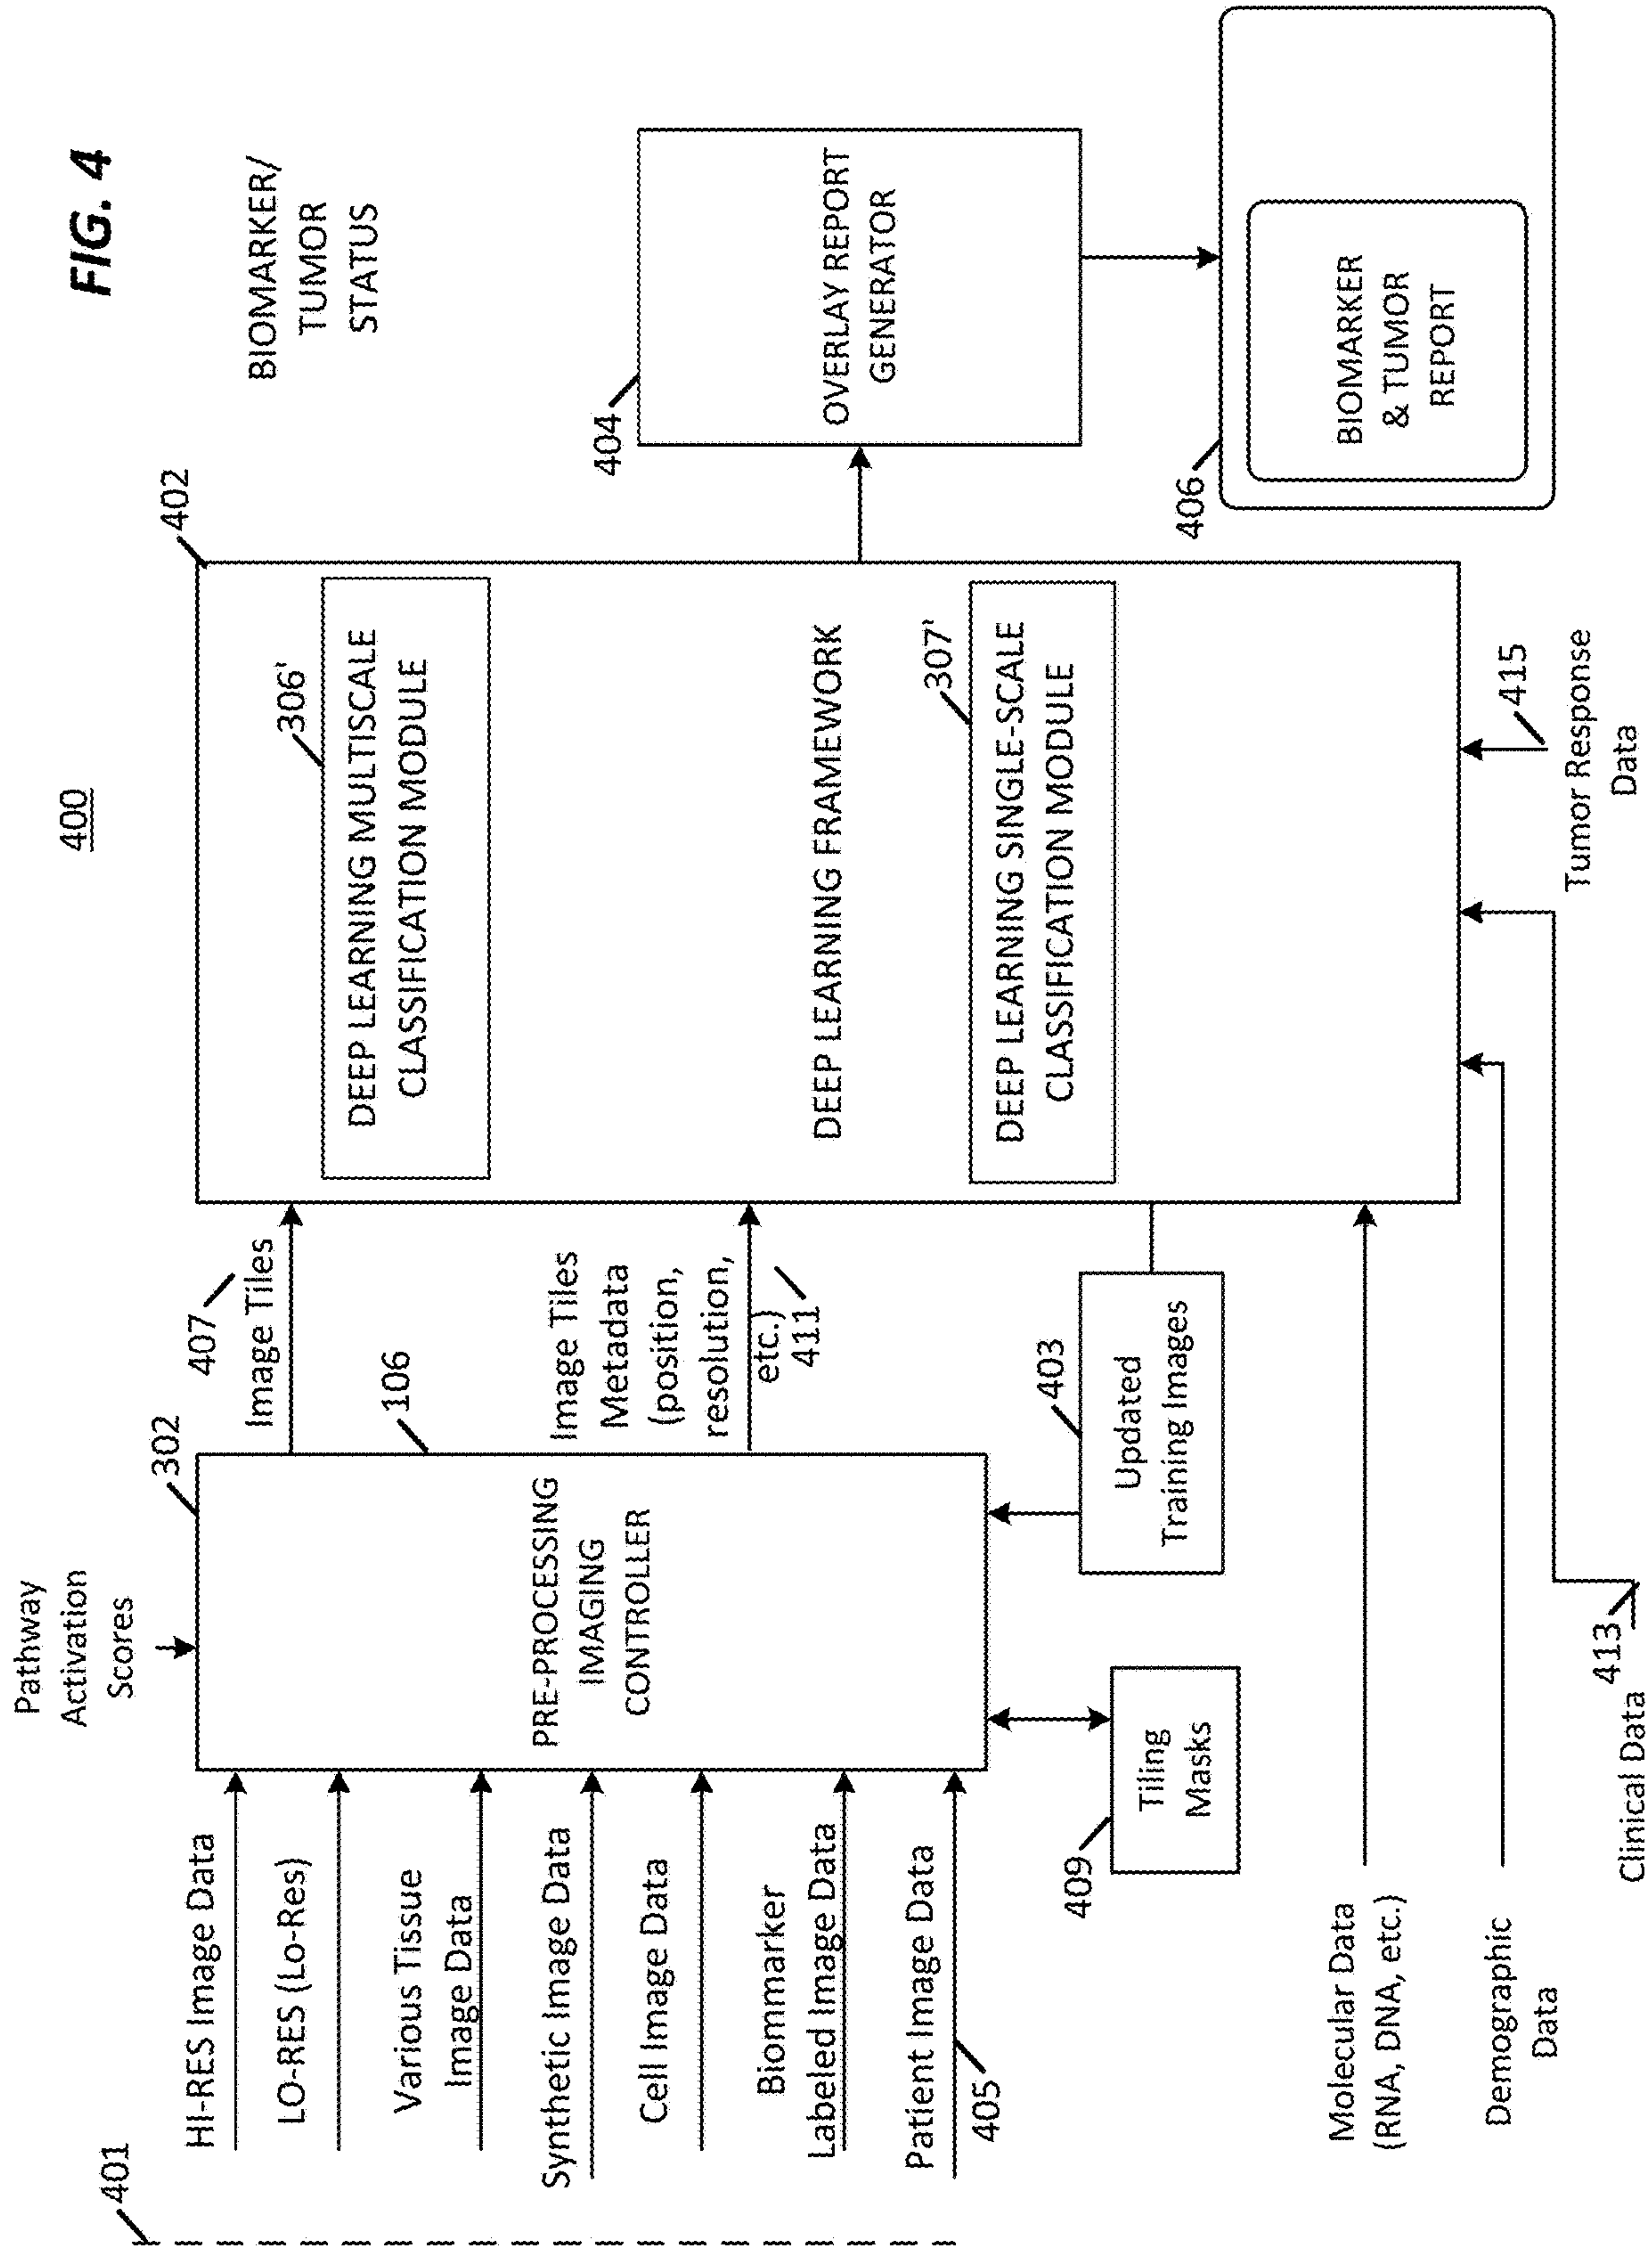 FIG. 4
400
BIOMARKER/
TUMOR
STATUS
401
HI-RES Image Data
LO-RES (Lo-Res)
Various Tissue
Image Data
Synthetic Image Data
Cell Image Data
Biommarker
Labeled Image Data
Patient Image Data
405
Pathway
Activation
Scores
302
106
PRE-PROCESSING
IMAGING
CONTROLLER
409
Tiling
Masks
403
Updated
Training Images
407
Image Tiles
Image Tiles
Metadata
(position,
resolution,
etc.)
411
402
306'
DEEP LEARNING MULTISCALE
CLASSIFICATION MODULE
DEEP LEARNING FRAMEWORK
307'
DEEP LEARNING SINGLE-SCALE
CLASSIFICATION MODULE
404
OVERLAY REPORT
GENERATOR
406
BIOMARKER
& TUMOR
REPORT
Molecular Data
(RNA, DNA, etc.)
Demographic
Data
Clinical Data
413
415
Tumor Response
Data